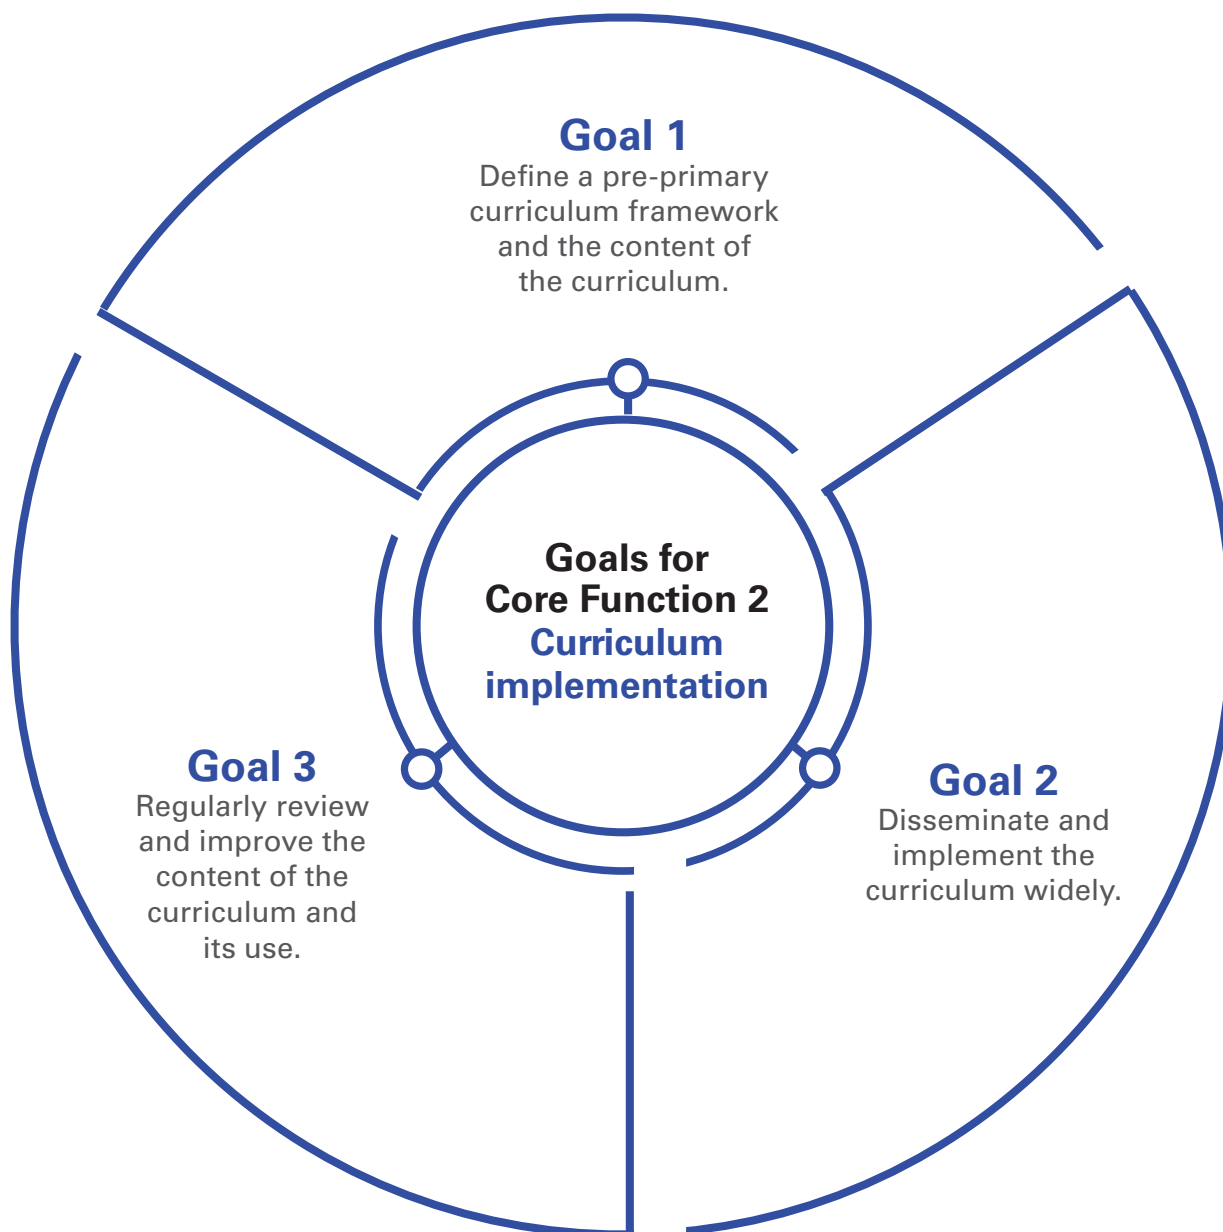 Goal 1
Define a pre-primary
curriculum framework
and the content of
the curriculum.
Goals for
Core Function 2
Curriculum
implementation
Goal 3
Regularly review
and improve the
content of the
curriculum and
its use.
Goal 2
Disseminate and
implement the
curriculum widely.